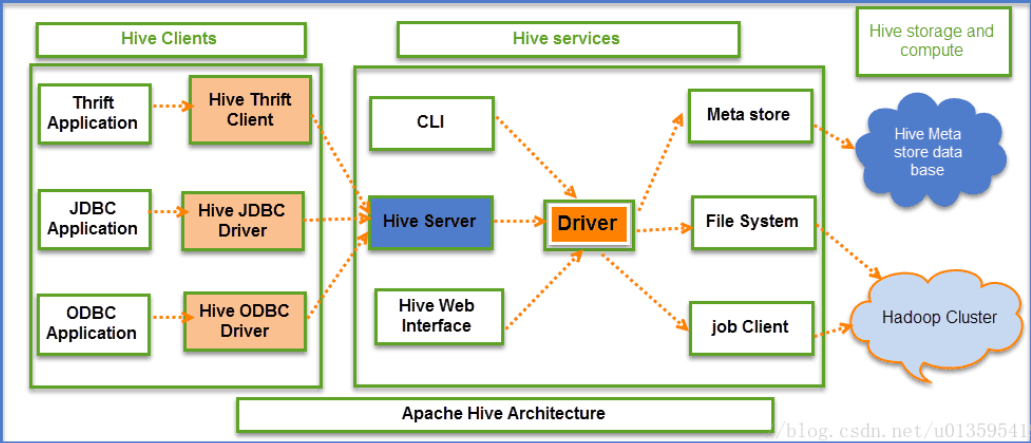 Hive Clients
Hive services
Hive storage and
compute
Thrift
Application
Hive Thrift
Client
CLI
Meta store
Hive Meta
store data
base
JDBC
Application
Hive JDBC
Driver
Hive Server
Driver
File System
ODBC
Application
Hive ODBC
Driver
Hive Web
Interface
job Client
Hadoop Cluster
Apache Hive Architecture
/blog.csdn.net/u01359541